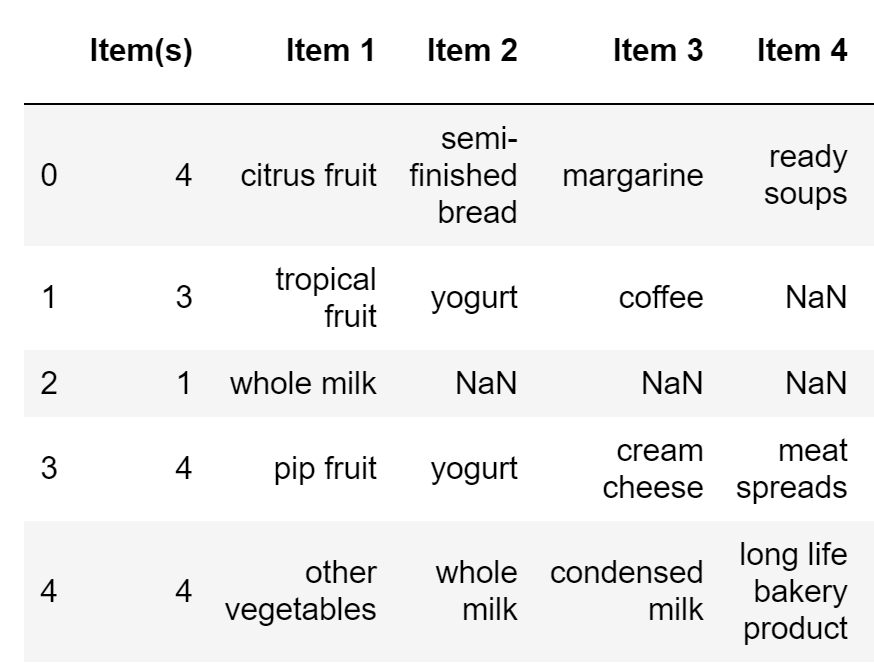 Item(s) Item 1 Item 2 Item 3 Item 4
0 4 citrus fruit semi-finished bread margarine ready soups
1 3 tropical fruit yogurt coffee NaN
2 1 whole milk NaN NaN NaN
3 4 pip fruit yogurt cream cheese meat spreads
4 4 other vegetables whole milk condensed milk long life bakery product